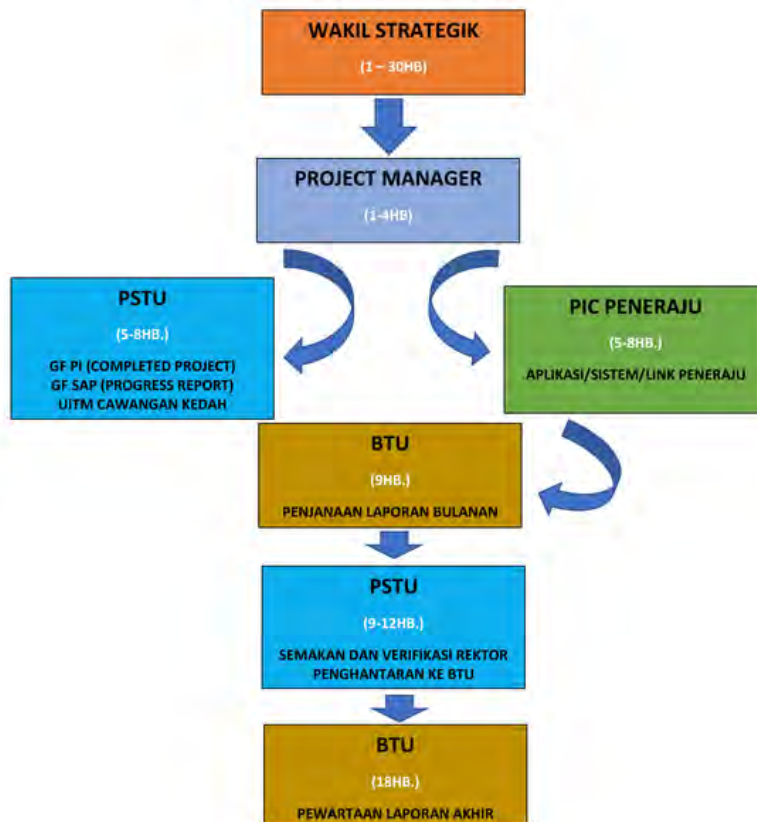 WAKIL STRATEGIK
(1 – 30HB)
PROJECT MANAGER
(1-4HB)
PSTU
(5-8HB.)
GF PI (COMPLETED PROJECT)
GF SAP (PROGRESS REPORT)
UITM CAWANGAN KEDAH
PIC PENERAJU
(5-8HB.)
APLIKASI/SISTEM/LINK PENERAJU
BTU
(9HB.)
PENJANAAN LAPORAN BULANAN
PSTU
(9-12HB.)
SEMAKAN DAN VERIFIKASI REKTOR
PENGHANTARAN KE BTU
BTU
(18HB.)
PEWARTAAN LAPORAN AKHIR